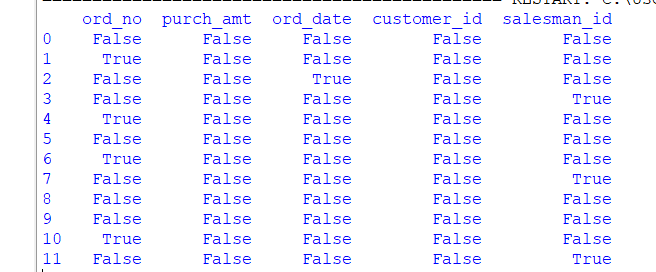 RESTART: C:\Use
ord_no purch_amt ord_date customer_id salesman_id
0 False False False False False
1 True False False False False
2 False False True False False
3 False False False False True
4 True False False False False
5 False False False False False
6 True False False False False
7 False False False False True
8 False False False False False
9 False False False False False
10 True False False False False
11 False False False False True